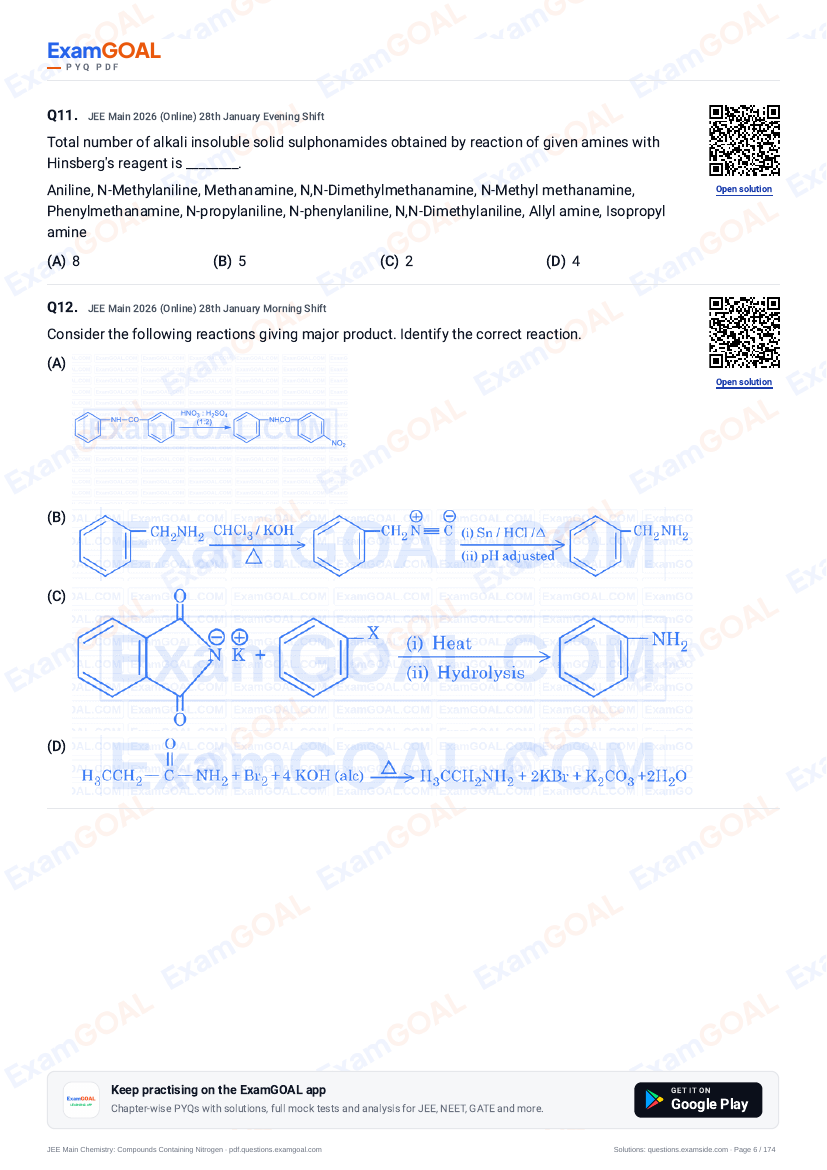 ExamGOAL
PYQ PDF
Q11. JEE Main 2026 (Online) 28th January Evening Shift
Total number of alkali insoluble solid sulphonamides obtained by reaction of given amines with
Hinsberg's reagent is ________.
Open solution
Aniline, N-Methylaniline, Methanamine, N,N-Dimethylmethanamine, N-Methyl methanamine,
Phenylmethanamine, N-propylaniline, N-phenylaniline, N,N-Dimethylaniline, Allyl amine, Isopropyl
amine
(A) 8 (B) 5 (C) 2 (D) 4
Q12. JEE Main 2026 (Online) 28th January Morning Shift
Consider the following reactions giving major product. Identify the correct reaction.
Open solution
(A)
NH–CO HNO₃ : H₂SO₄ (1:2) NHCO NO₂
(B)
CH₂NH₂ CHCl₃ / KOH △ CH₂ N⊕ ≡ C⊖ (i) Sn / HCl /△ (ii) pH adjusted CH₂NH₂
(C)
O
N⊖ K⊕ + X (i) Heat (ii) Hydrolysis NH₂
O
(D)
O
H₃CCH₂— C —NH₂ + Br₂ + 4 KOH (alc) △ H₃CCH₂NH₂ + 2KBr + K₂CO₃ +2H₂O
Keep practising on the ExamGOAL app
Chapter-wise PYQs with solutions, full mock tests and analysis for JEE, NEET, GATE and more.
GET IT ON
Google Play
JEE Main Chemistry: Compounds Containing Nitrogen · pdf.questions.examgoal.com
Solutions: questions.examside.com · Page 6 / 174